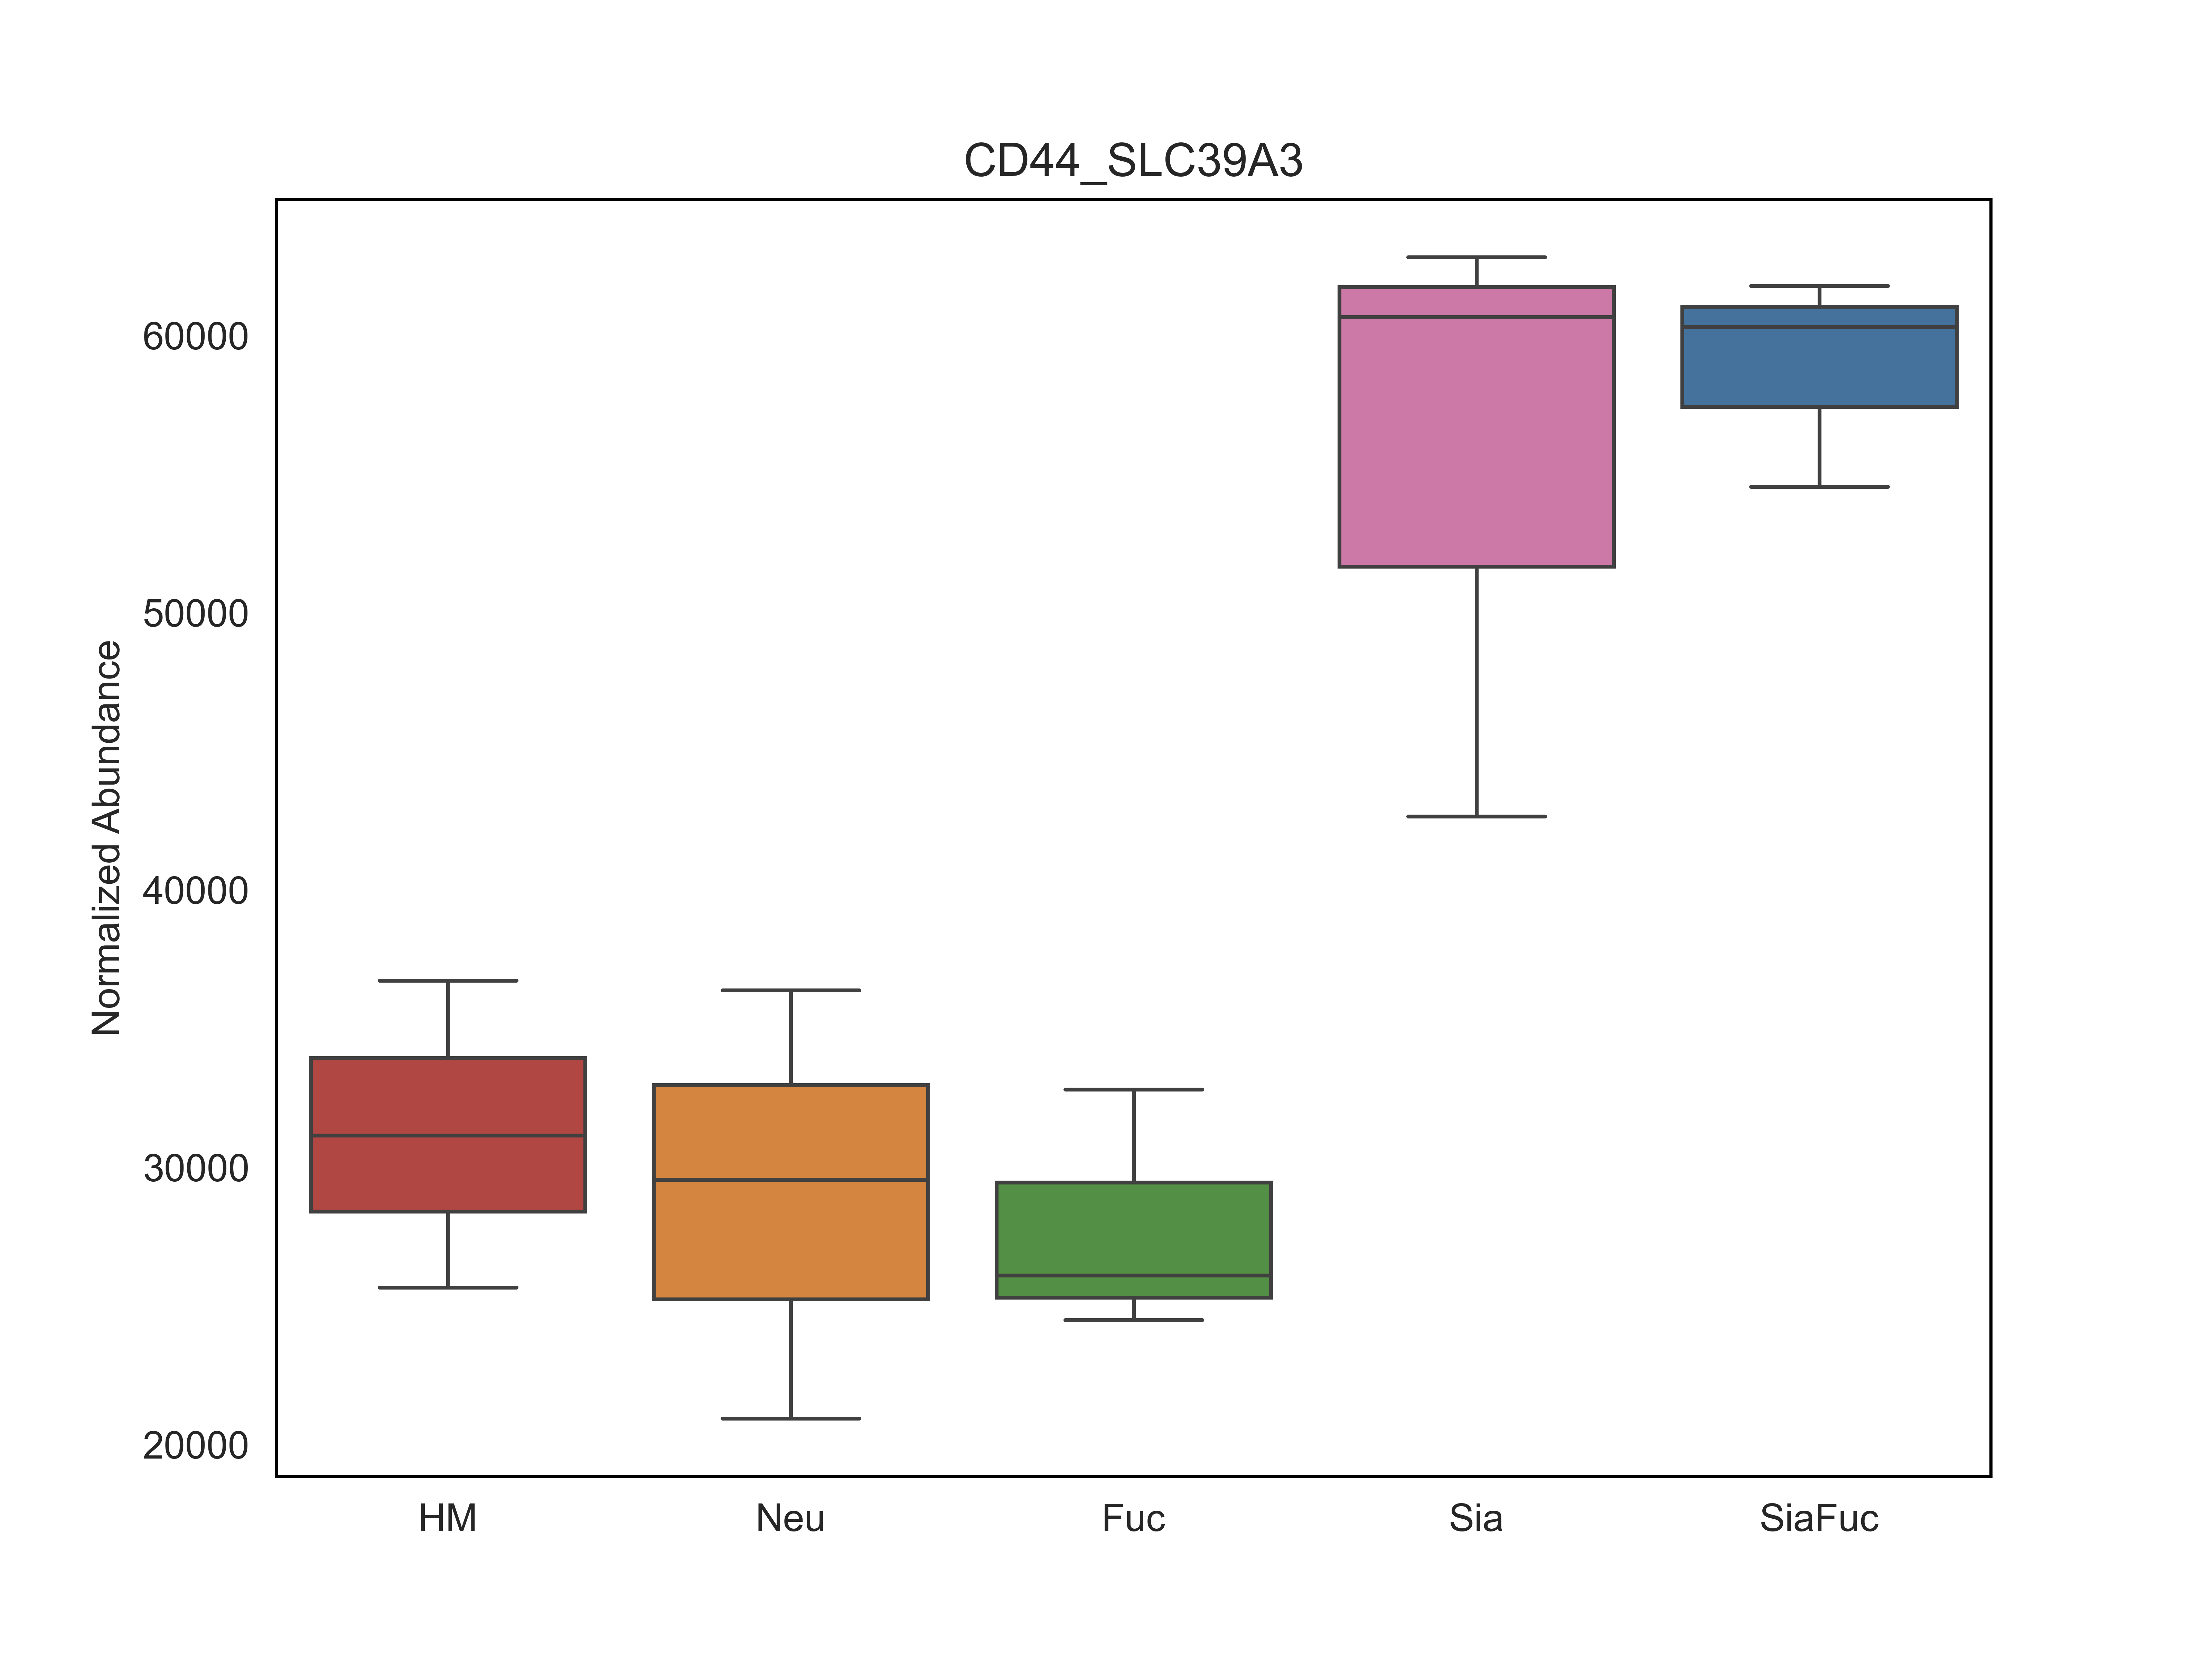 CD44_SLC39A3
Normalized Abundance
60000
50000
40000
30000
20000
HM
Neu
Fuc
Sia
SiaFuc